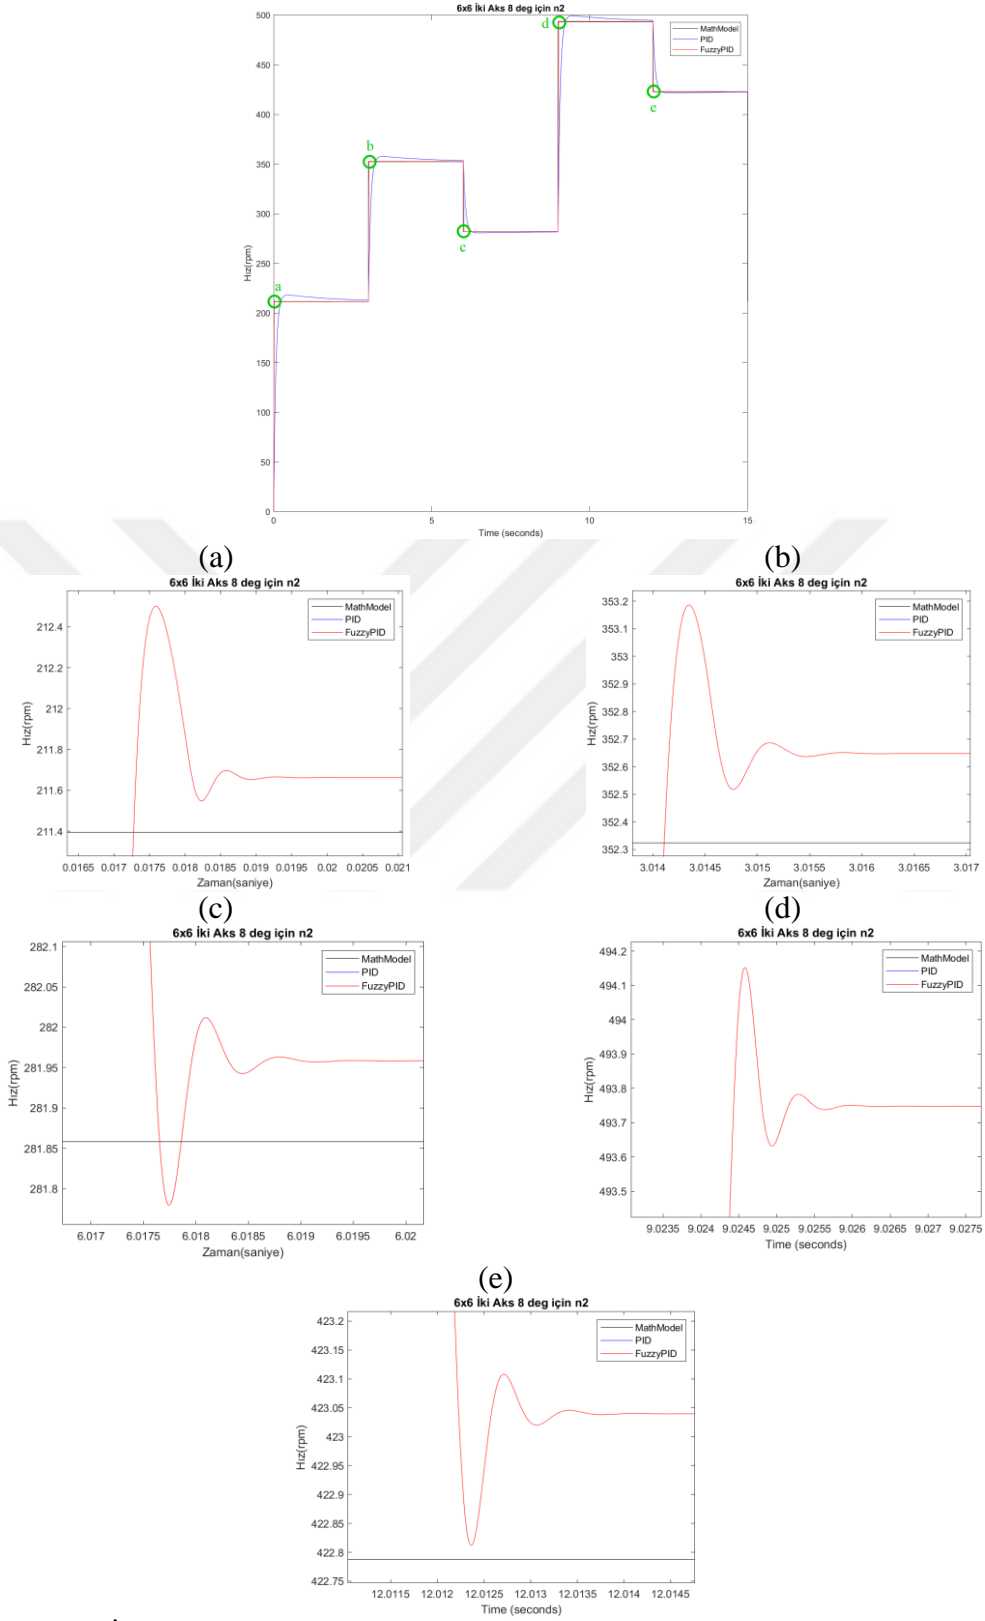 6x6 İki Aks 8 deg için n2
MathModel
PID
FuzzyPID
500
450
400
350
300
250
200
150
100
50
0
Hız(rpm)
a
b
c
d
e
0
5
10
15
Time (seconds)
(a)
6x6 İki Aks 8 deg için n2
MathModel
PID
FuzzyPID
212.4
212.2
212
211.8
211.6
211.4
Hız(rpm)
0.0165 0.017 0.0175 0.018 0.0185 0.019 0.0195 0.02 0.0205 0.021
Zaman(saniye)
(b)
6x6 İki Aks 8 deg için n2
MathModel
PID
FuzzyPID
353.2
353.1
353
352.9
352.8
352.7
352.6
352.5
352.4
352.3
Hız(rpm)
3.014 3.0145 3.015 3.0155 3.016 3.0165 3.017
Zaman(saniye)
(c)
6x6 İki Aks 8 deg için n2
MathModel
PID
FuzzyPID
282.1
282.05
282
281.95
281.9
281.85
281.8
Hız(rpm)
6.017 6.0175 6.018 6.0185 6.019 6.0195 6.02
Zaman(saniye)
(d)
6x6 İki Aks 8 deg için n2
MathModel
PID
FuzzyPID
494.2
494.1
494
493.9
493.8
493.7
493.6
493.5
Hız(rpm)
9.0235 9.024 9.0245 9.025 9.0255 9.026 9.0265 9.027 9.0275
Time (seconds)
(e)
6x6 İki Aks 8 deg için n2
MathModel
PID
FuzzyPID
423.2
423.15
423.1
423.05
423
422.95
422.9
422.85
422.8
422.75
Hız(rpm)
12.0115 12.012 12.0125 12.013 12.0135 12.014 12.0145
Time (seconds)